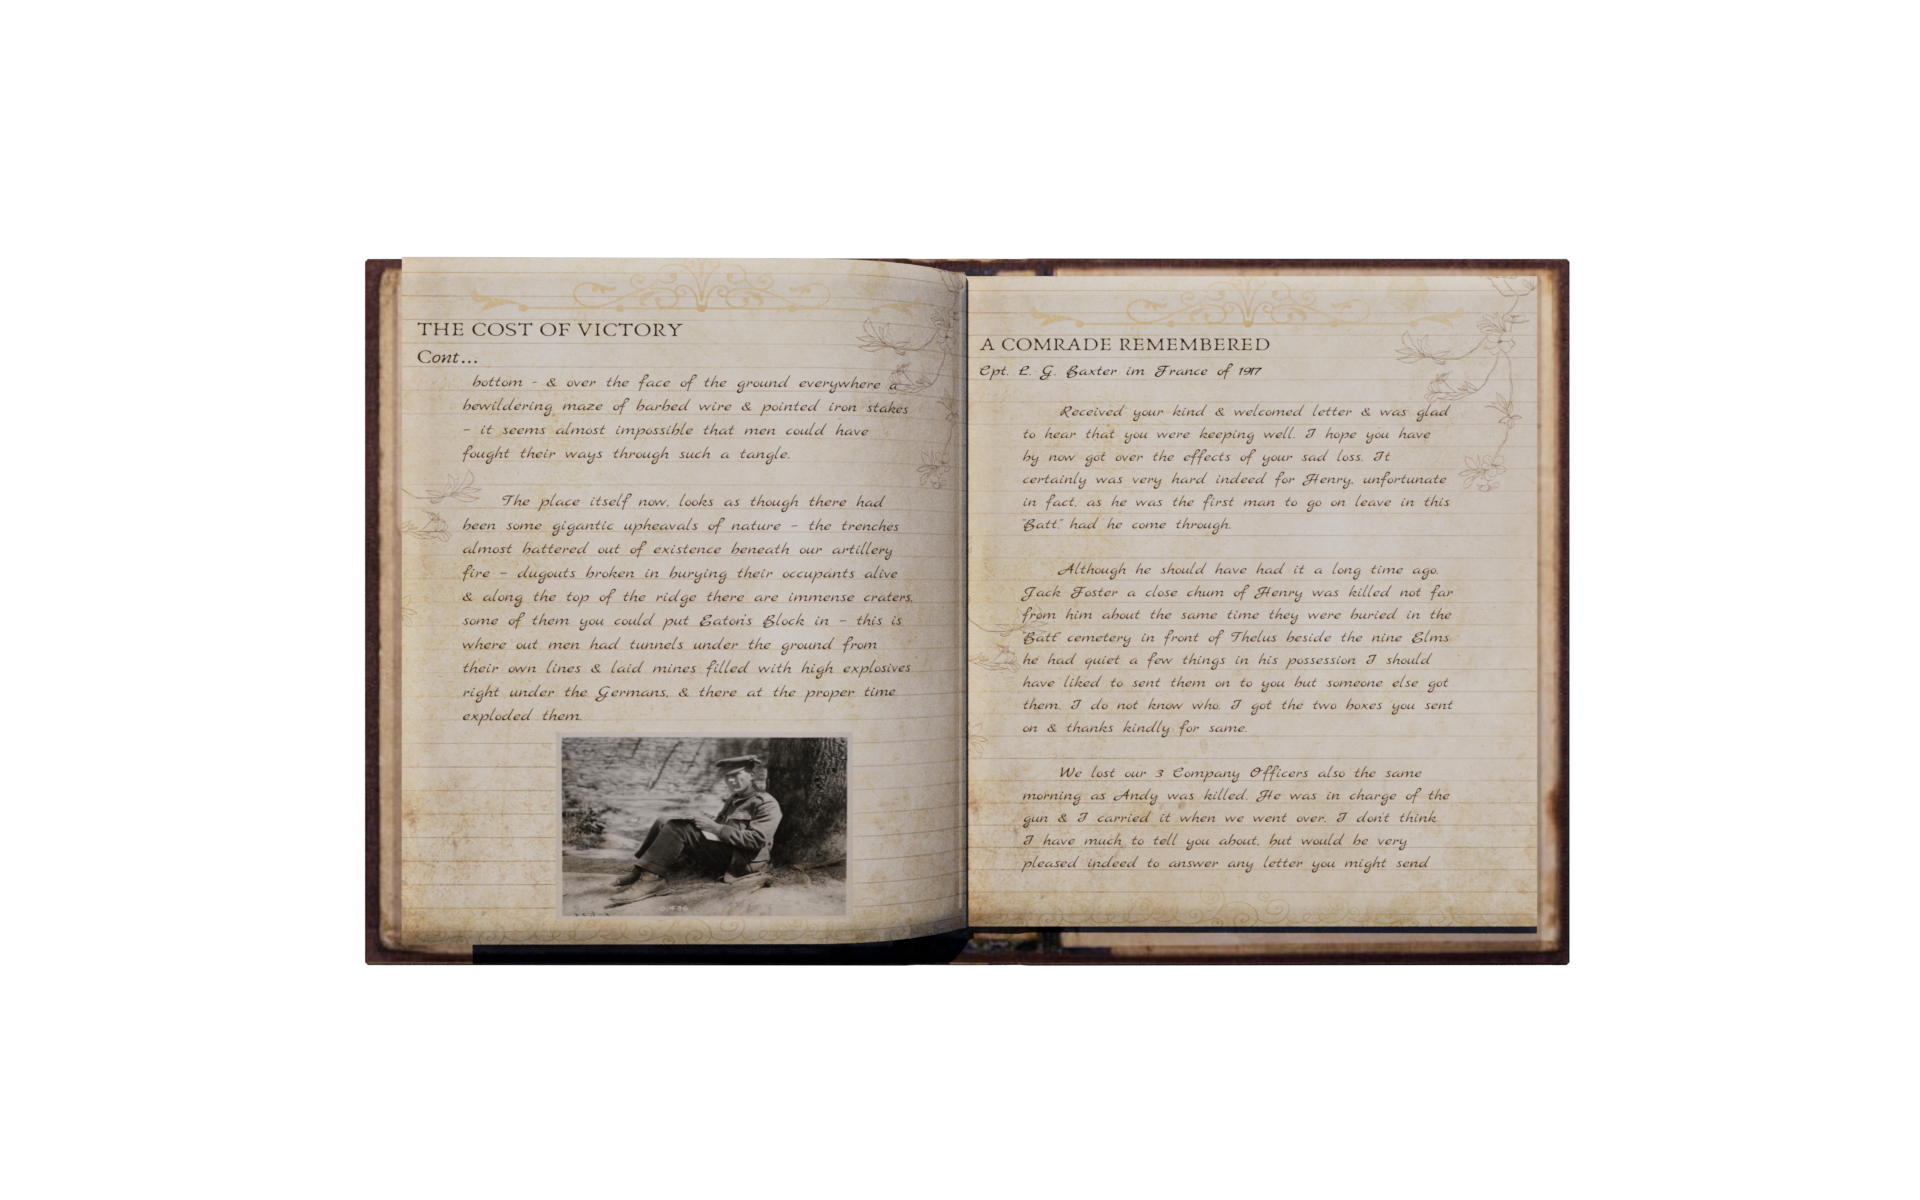 THE COST OF VICTORY
Cont...
bottom - & over the face of the ground everywhere a
bewildering maze of barbed wire & pointed iron stakes
- it seems almost impossible that men could have
fought their ways through such a tangle.
The place itself now, looks as though there had
been some gigantic upheavals of nature - the trenches
almost battered out of existence beneath our artillery
fire - dugouts broken in burying their occupants alive
& along the top of the ridge there are immense craters,
some of them you could put Eaton's Block in - this is
where out men had tunnels under the ground from
their own lines & laid mines filled with high explosives
right under the Germans, & there at the proper time
exploded them.
A COMRADE REMEMBERED
Cpt. L. G. Baxter im France of 1917
Received your kind & welcomed letter & was glad
to hear that you were keeping well. I hope you have
by now got over the effects of your sad loss. It
certainly was very hard indeed for Henry, unfortunate
in fact, as he was the first man to go on leave in this
"Batt." had he come through.
Although he should have had it a long time ago.
Jack Foster a close chum of Henry was killed not far
from him about the same time they were buried in the
"Batt" cemetery in front of Thelus beside the nine Elms
he had quiet a few things in his possession I should
have liked to sent them on to you but someone else got
them. I do not know who. I got the two boxes you sent
on & thanks kindly for same.
We lost our 3 Company Officers also the same
morning as Andy was killed. He was in charge of the
gun & I carried it when we went over. I don't think
I have much to tell you about, but would be very
pleased indeed to answer any letter you might send